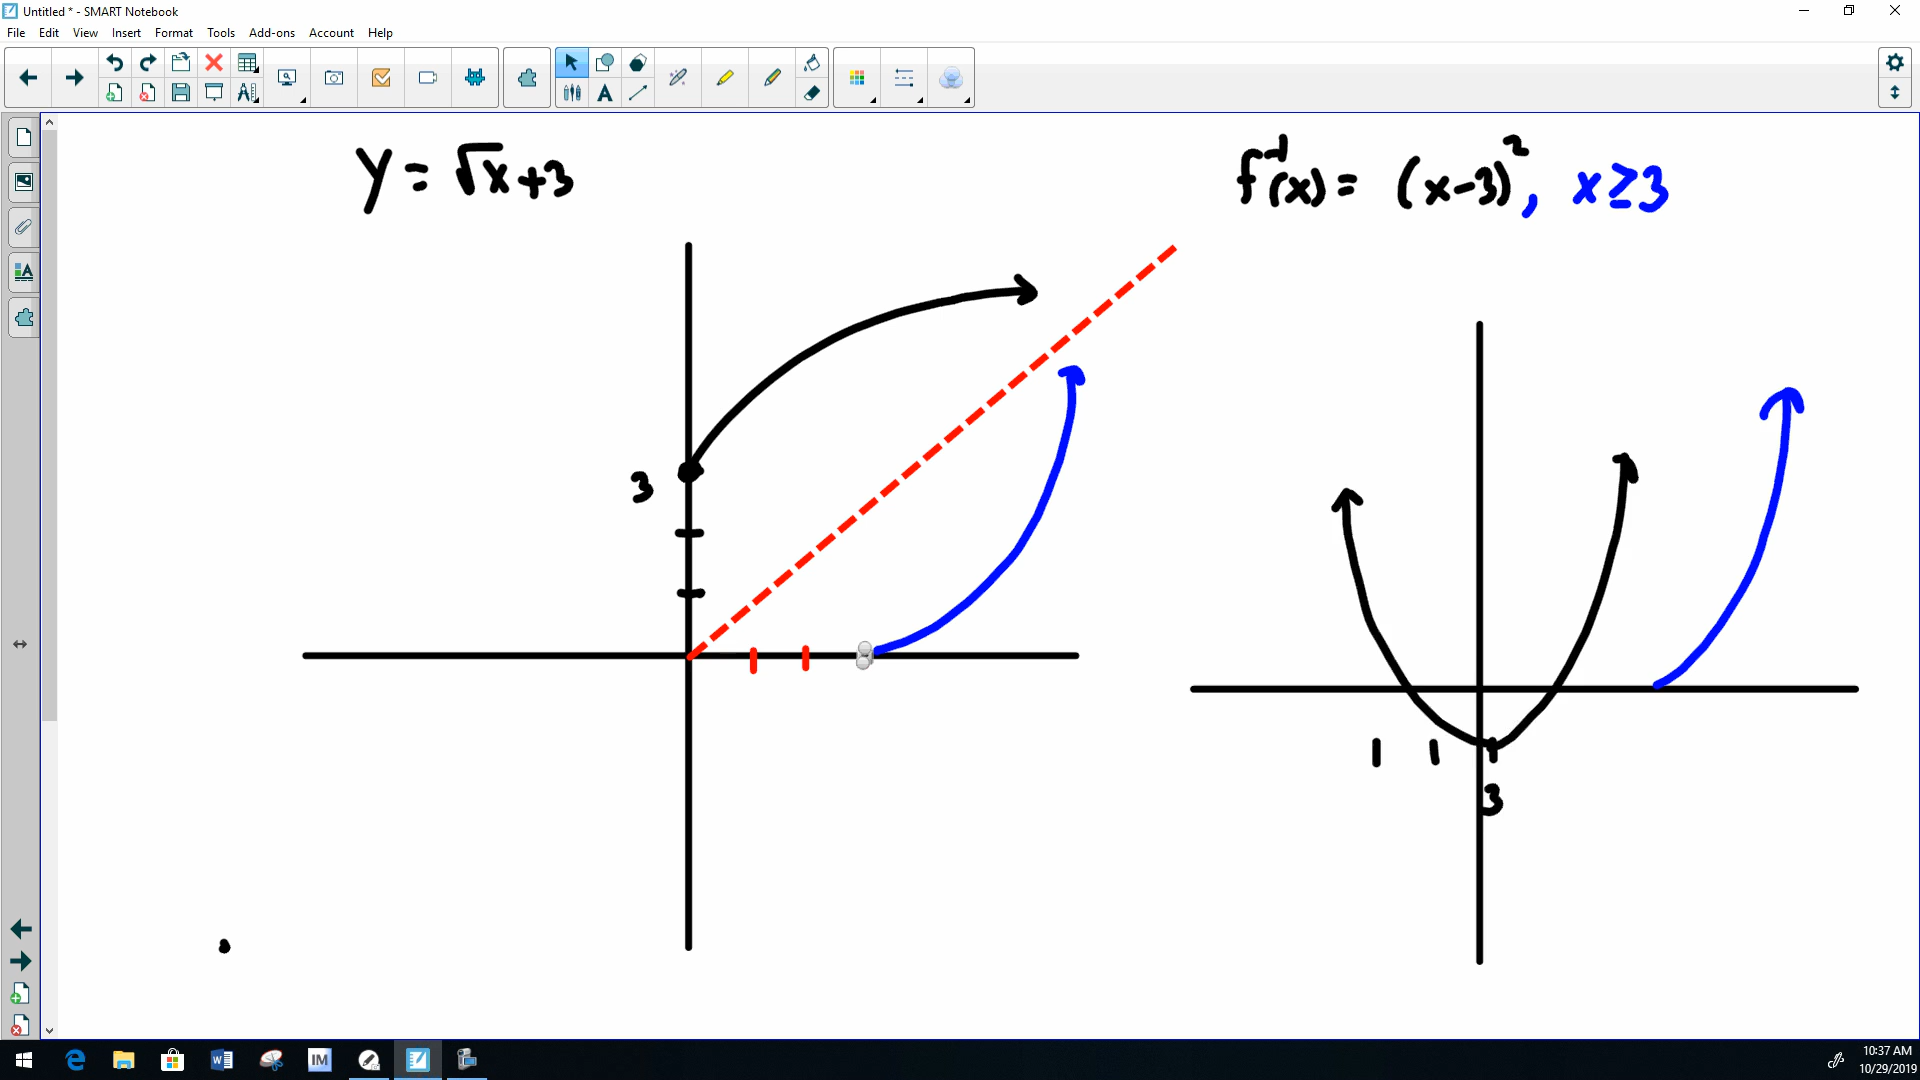 Untitled * - SMART Notebook
File Edit View Insert Format Tools Add-ons Account Help
y = √x+3
f⁻¹(x) = (x-3)², x≥3
3
3
IM
10:37 AM
10/29/2019